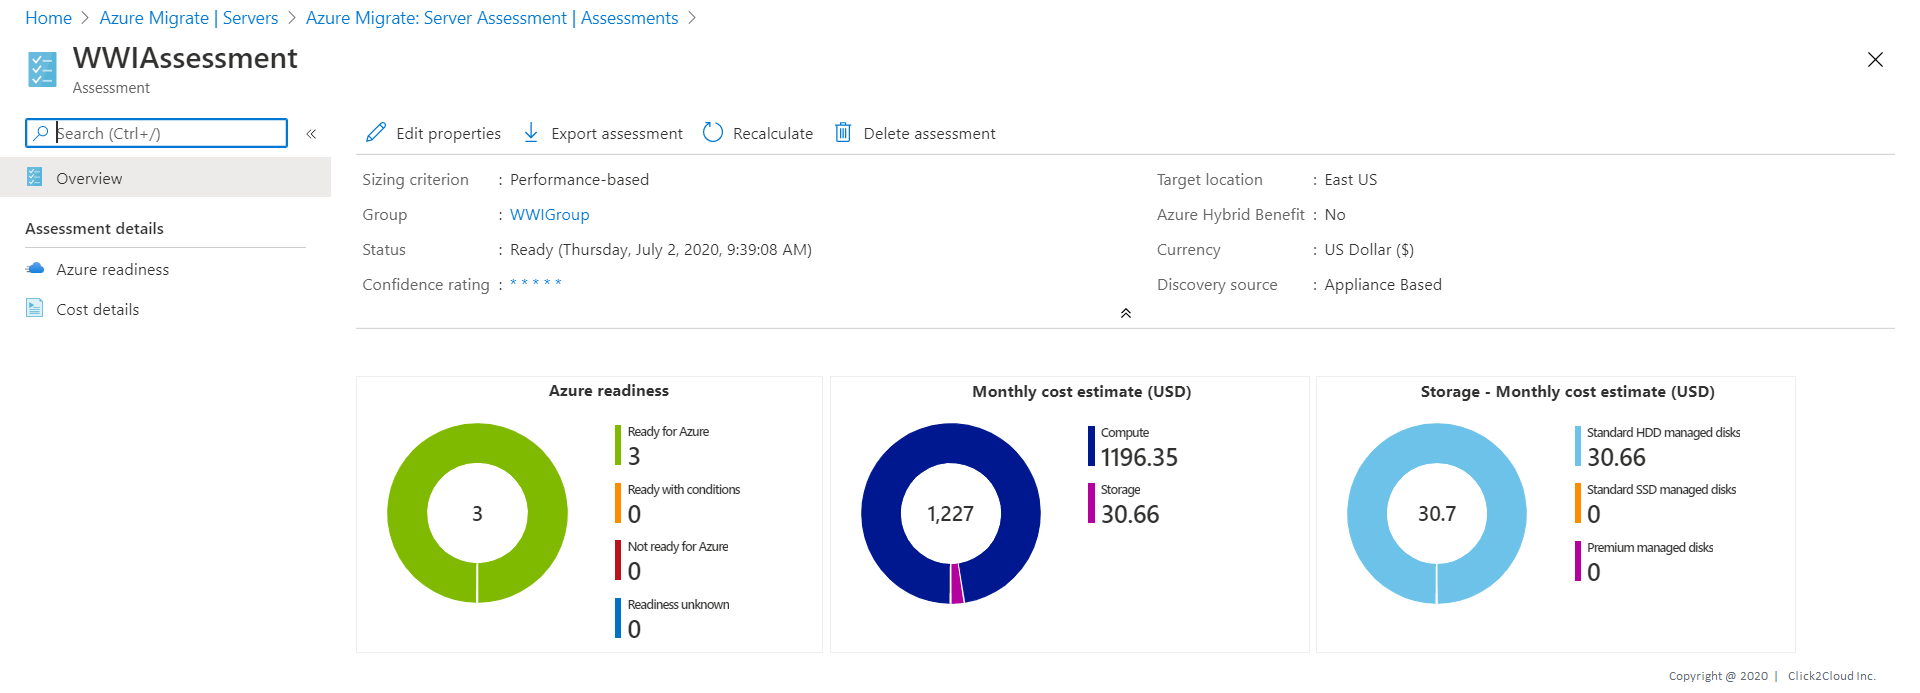 Home > Azure Migrate | Servers > Azure Migrate: Server Assessment | Assessments >
WWIAssessment
Assessment
Search (Ctrl+/)
«
Overview
Assessment details
Azure readiness
Cost details
Edit properties Export assessment Recalculate Delete assessment
Sizing criterion : Performance-based
Group : WWIGroup
Status : Ready (Thursday, July 2, 2020, 9:39:08 AM)
Confidence rating : * * * * *
Target location : East US
Azure Hybrid Benefit : No
Currency : US Dollar ($)
Discovery source : Appliance Based
Azure readiness
3
Ready for Azure
3
Ready with conditions
0
Not ready for Azure
0
Readiness unknown
0
Monthly cost estimate (USD)
1,227
Compute
1196.35
Storage
30.66
Storage - Monthly cost estimate (USD)
30.7
Standard HDD managed disks
30.66
Standard SSD managed disks
0
Premium managed disks
0
Copyright @ 2020 | Click2Cloud Inc.